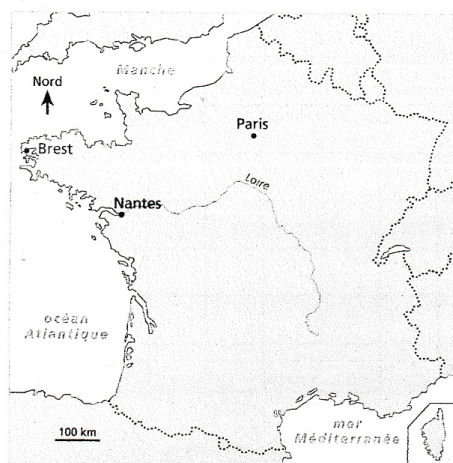 Manche
Nord
Paris
Brest
Loire
Nantes
océan
Atlantique
mer
Méditerranée
100 km